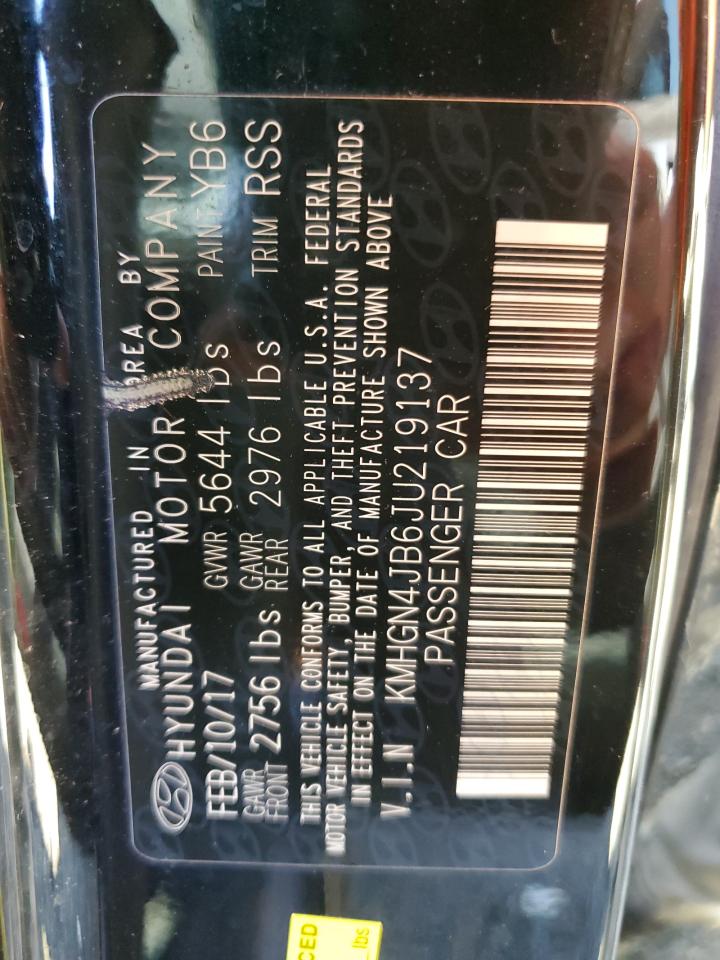 MANUFACTURED IN KOREA BY
HYUNDAI MOTOR COMPANY
FEB/10/17 GVWR 5644 lbs PAINT YB6
GAWR FRONT 2756 lbs GAWR REAR 2976 lbs TRIM RSS
THIS VEHICLE CONFORMS TO ALL APPLICABLE U.S.A. FEDERAL
MOTOR VEHICLE SAFETY, BUMPER, AND THEFT PREVENTION STANDARDS
IN EFFECT ON THE DATE OF MANUFACTURE SHOWN ABOVE
V.I.N KMHGN4JB6JU219137
PASSENGER CAR
lbs